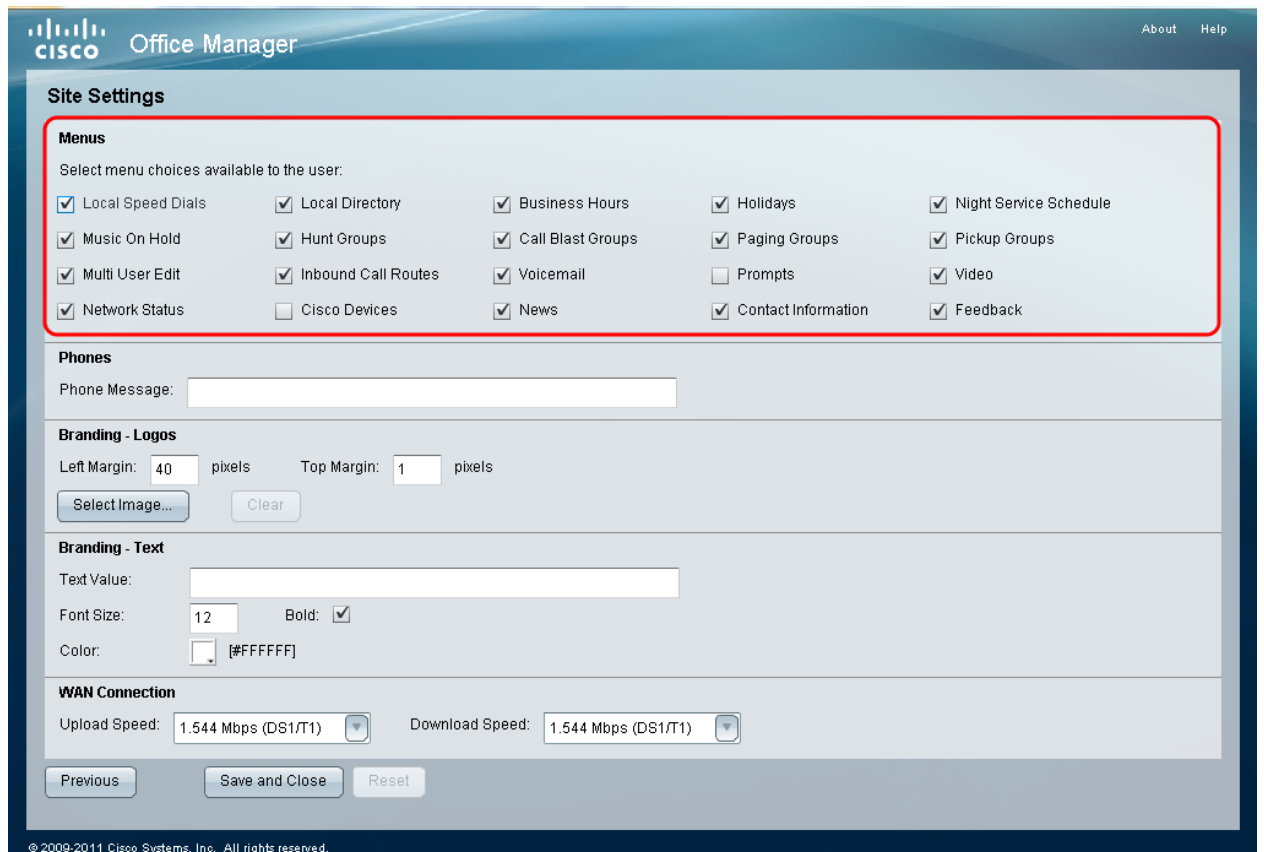 About Help
CISCO Office Manager
Site Settings
Menus
Select menu choices available to the user:
Local Speed Dials Local Directory Business Hours Holidays Night Service Schedule
Music On Hold Hunt Groups Call Blast Groups Paging Groups Pickup Groups
Multi User Edit Inbound Call Routes Voicemail Prompts Video
Network Status Cisco Devices News Contact Information Feedback
Phones
Phone Message:
Branding - Logos
Left Margin: 40 pixels Top Margin: 1 pixels
Select Image... Clear
Branding - Text
Text Value:
Font Size: 12 Bold:
Color: [#FFFFFF]
WAN Connection
Upload Speed: 1.544 Mbps (DS1/T1) Download Speed: 1.544 Mbps (DS1/T1)
Previous Save and Close Reset
© 2009-2011 Cisco Systems, Inc. All rights reserved.